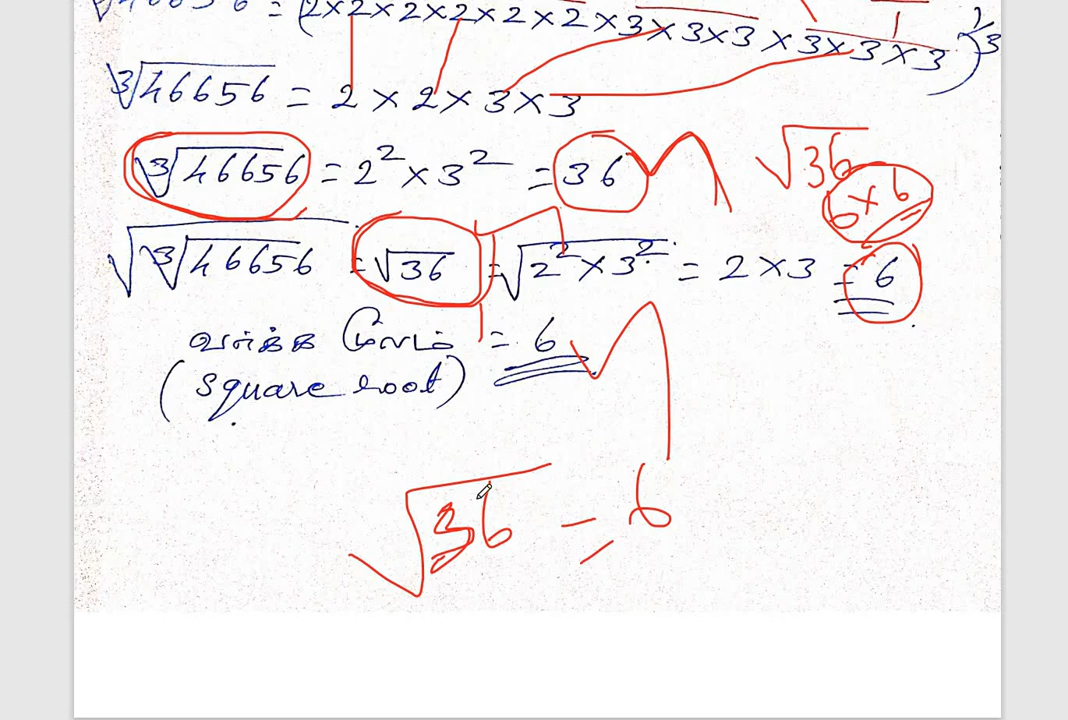 ∛46656 = (2×2×2×2×2×2×3×3×3×3×3×3)^1/3
∛46656 = 2×2×3×3
∛46656 = 2²×3² = 36
√36
6×6
√∛46656 = √36 = √2²×3² = 2×3 = 6
வர்க்க மூலம் = 6
(square root)
√36 = 6